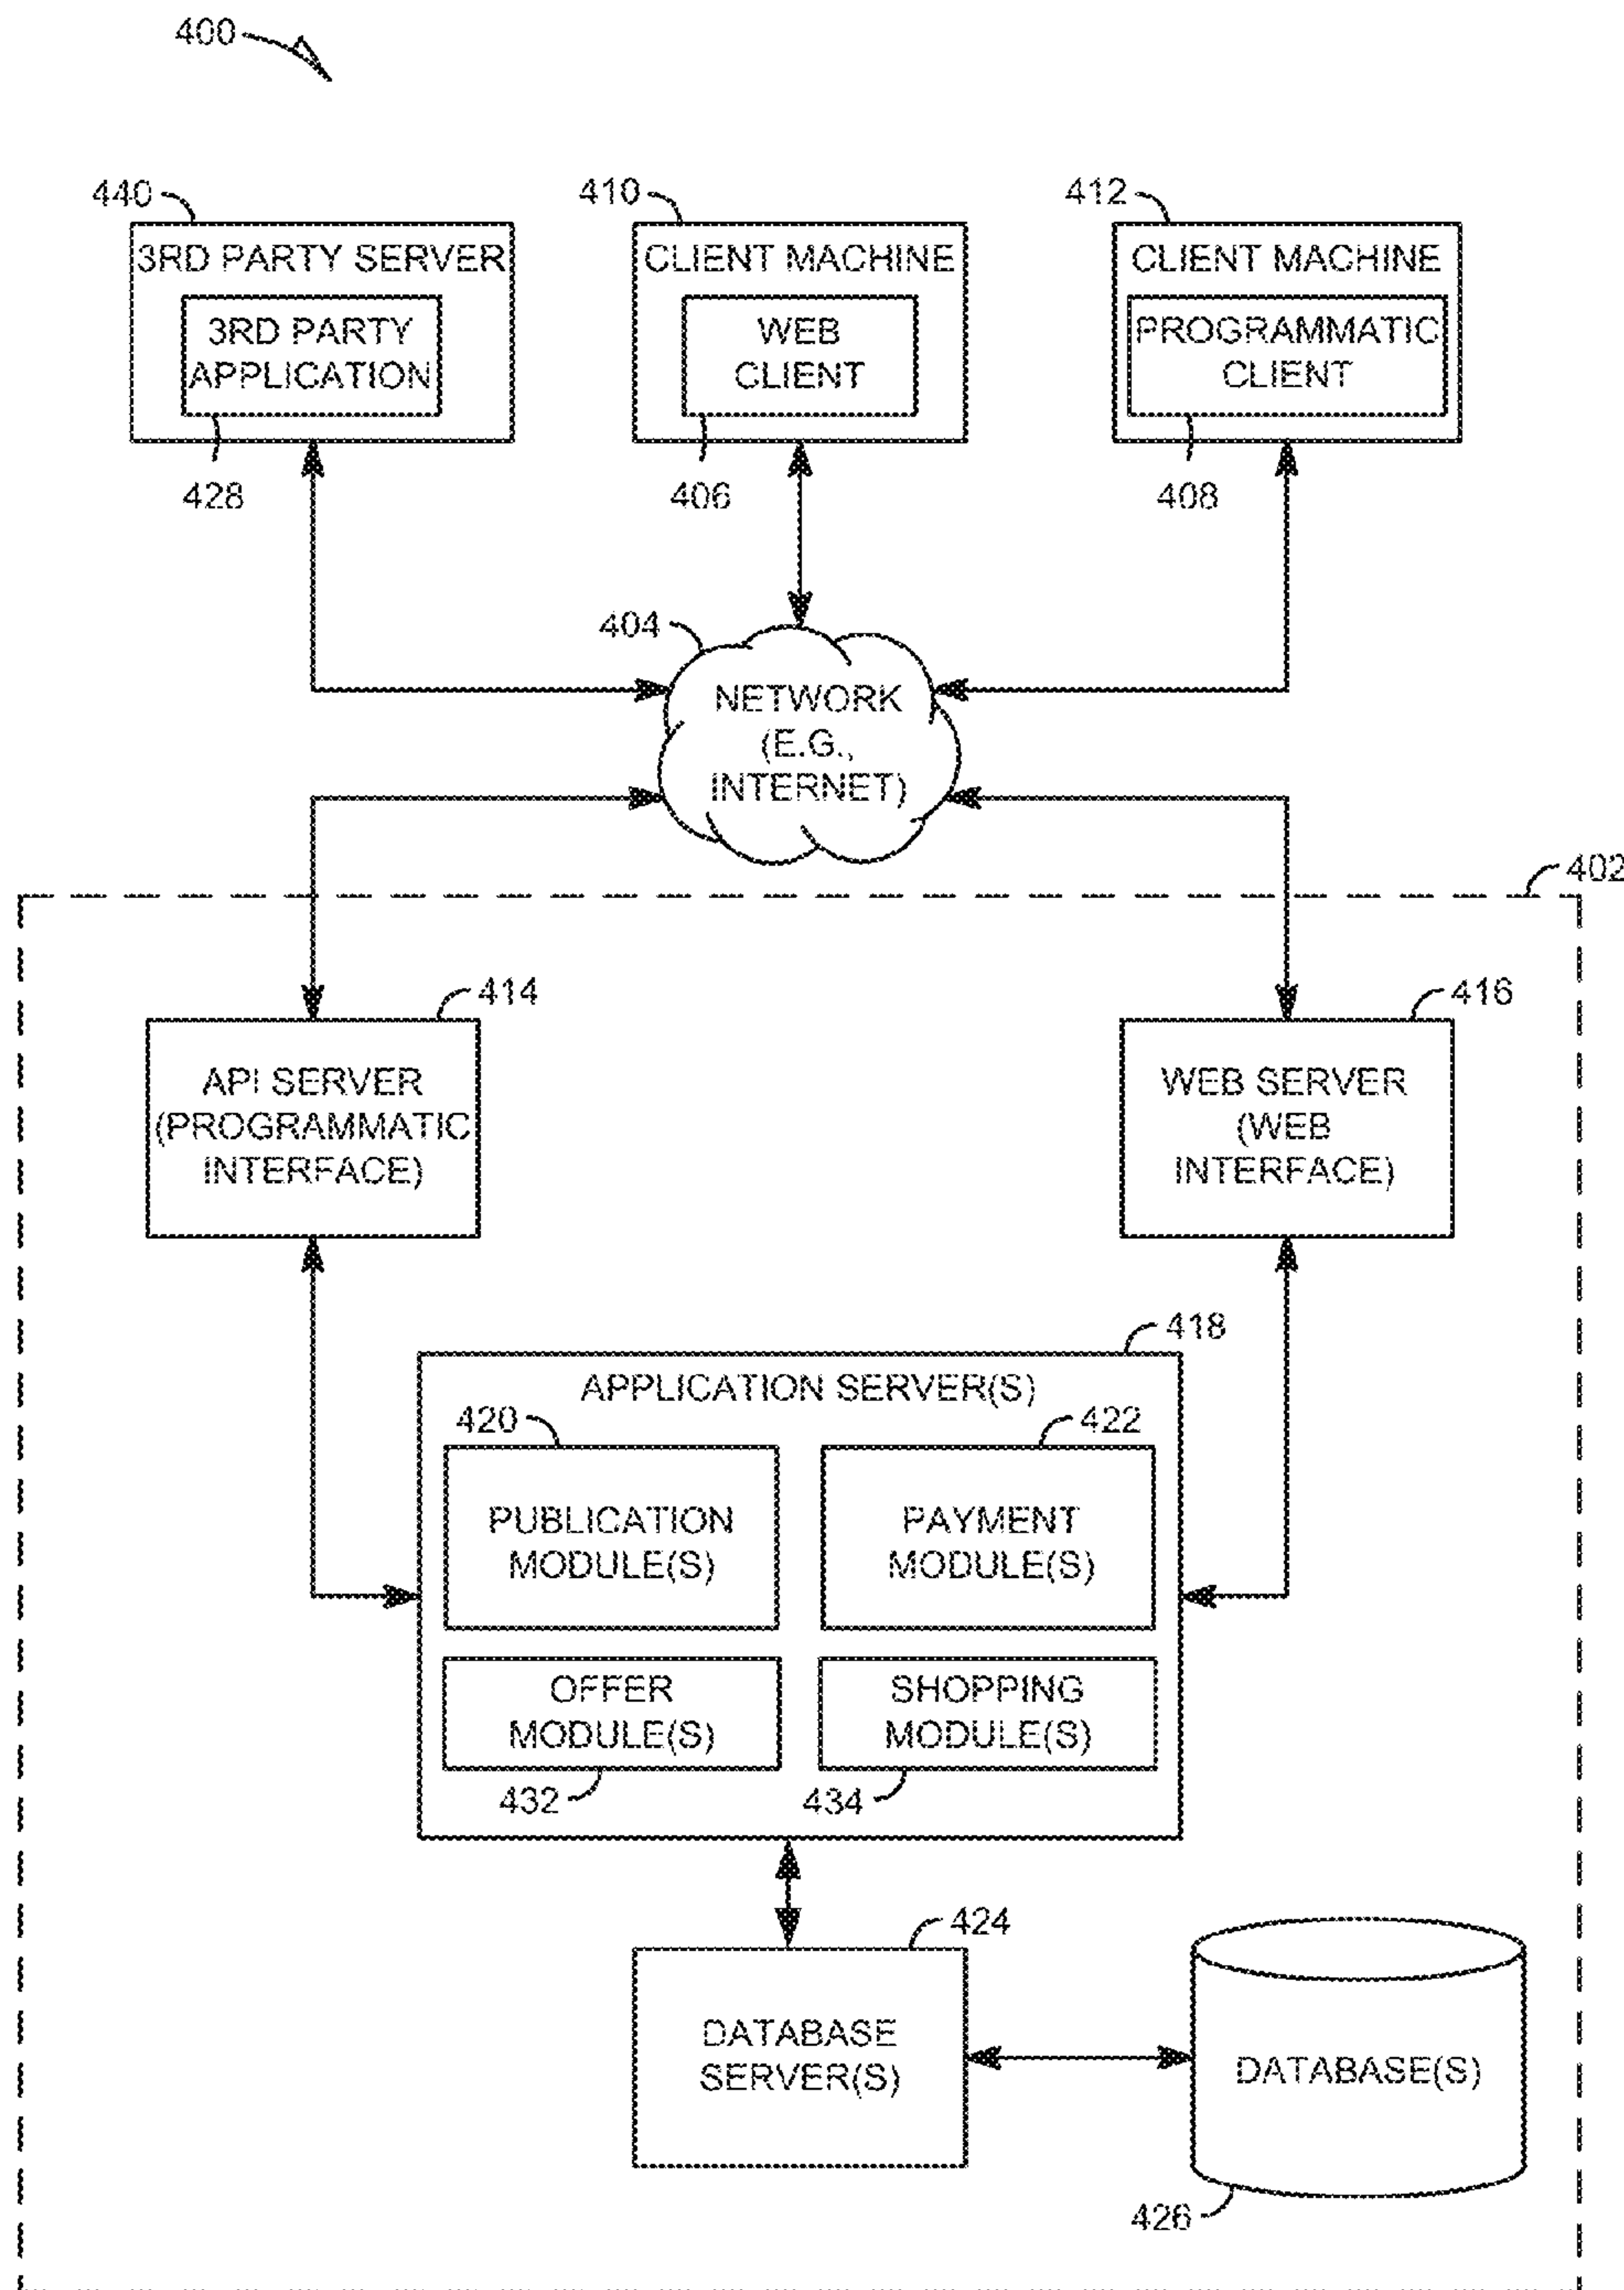 400
440
410
412
3RD PARTY SERVER
CLIENT MACHINE
CLIENT MACHINE
3RD PARTY
APPLICATION
WEB
CLIENT
PROGRAMMATIC
CLIENT
428
406
408
404
NETWORK
(E.G.,
INTERNET)
402
414
416
API SERVER
(PROGRAMMATIC
INTERFACE)
WEB SERVER
(WEB
INTERFACE)
418
APPLICATION SERVER(S)
420
422
PUBLICATION
MODULE(S)
PAYMENT
MODULE(S)
OFFER
MODULE(S)
SHOPPING
MODULE(S)
432
434
424
DATABASE
SERVER(S)
DATABASE(S)
426